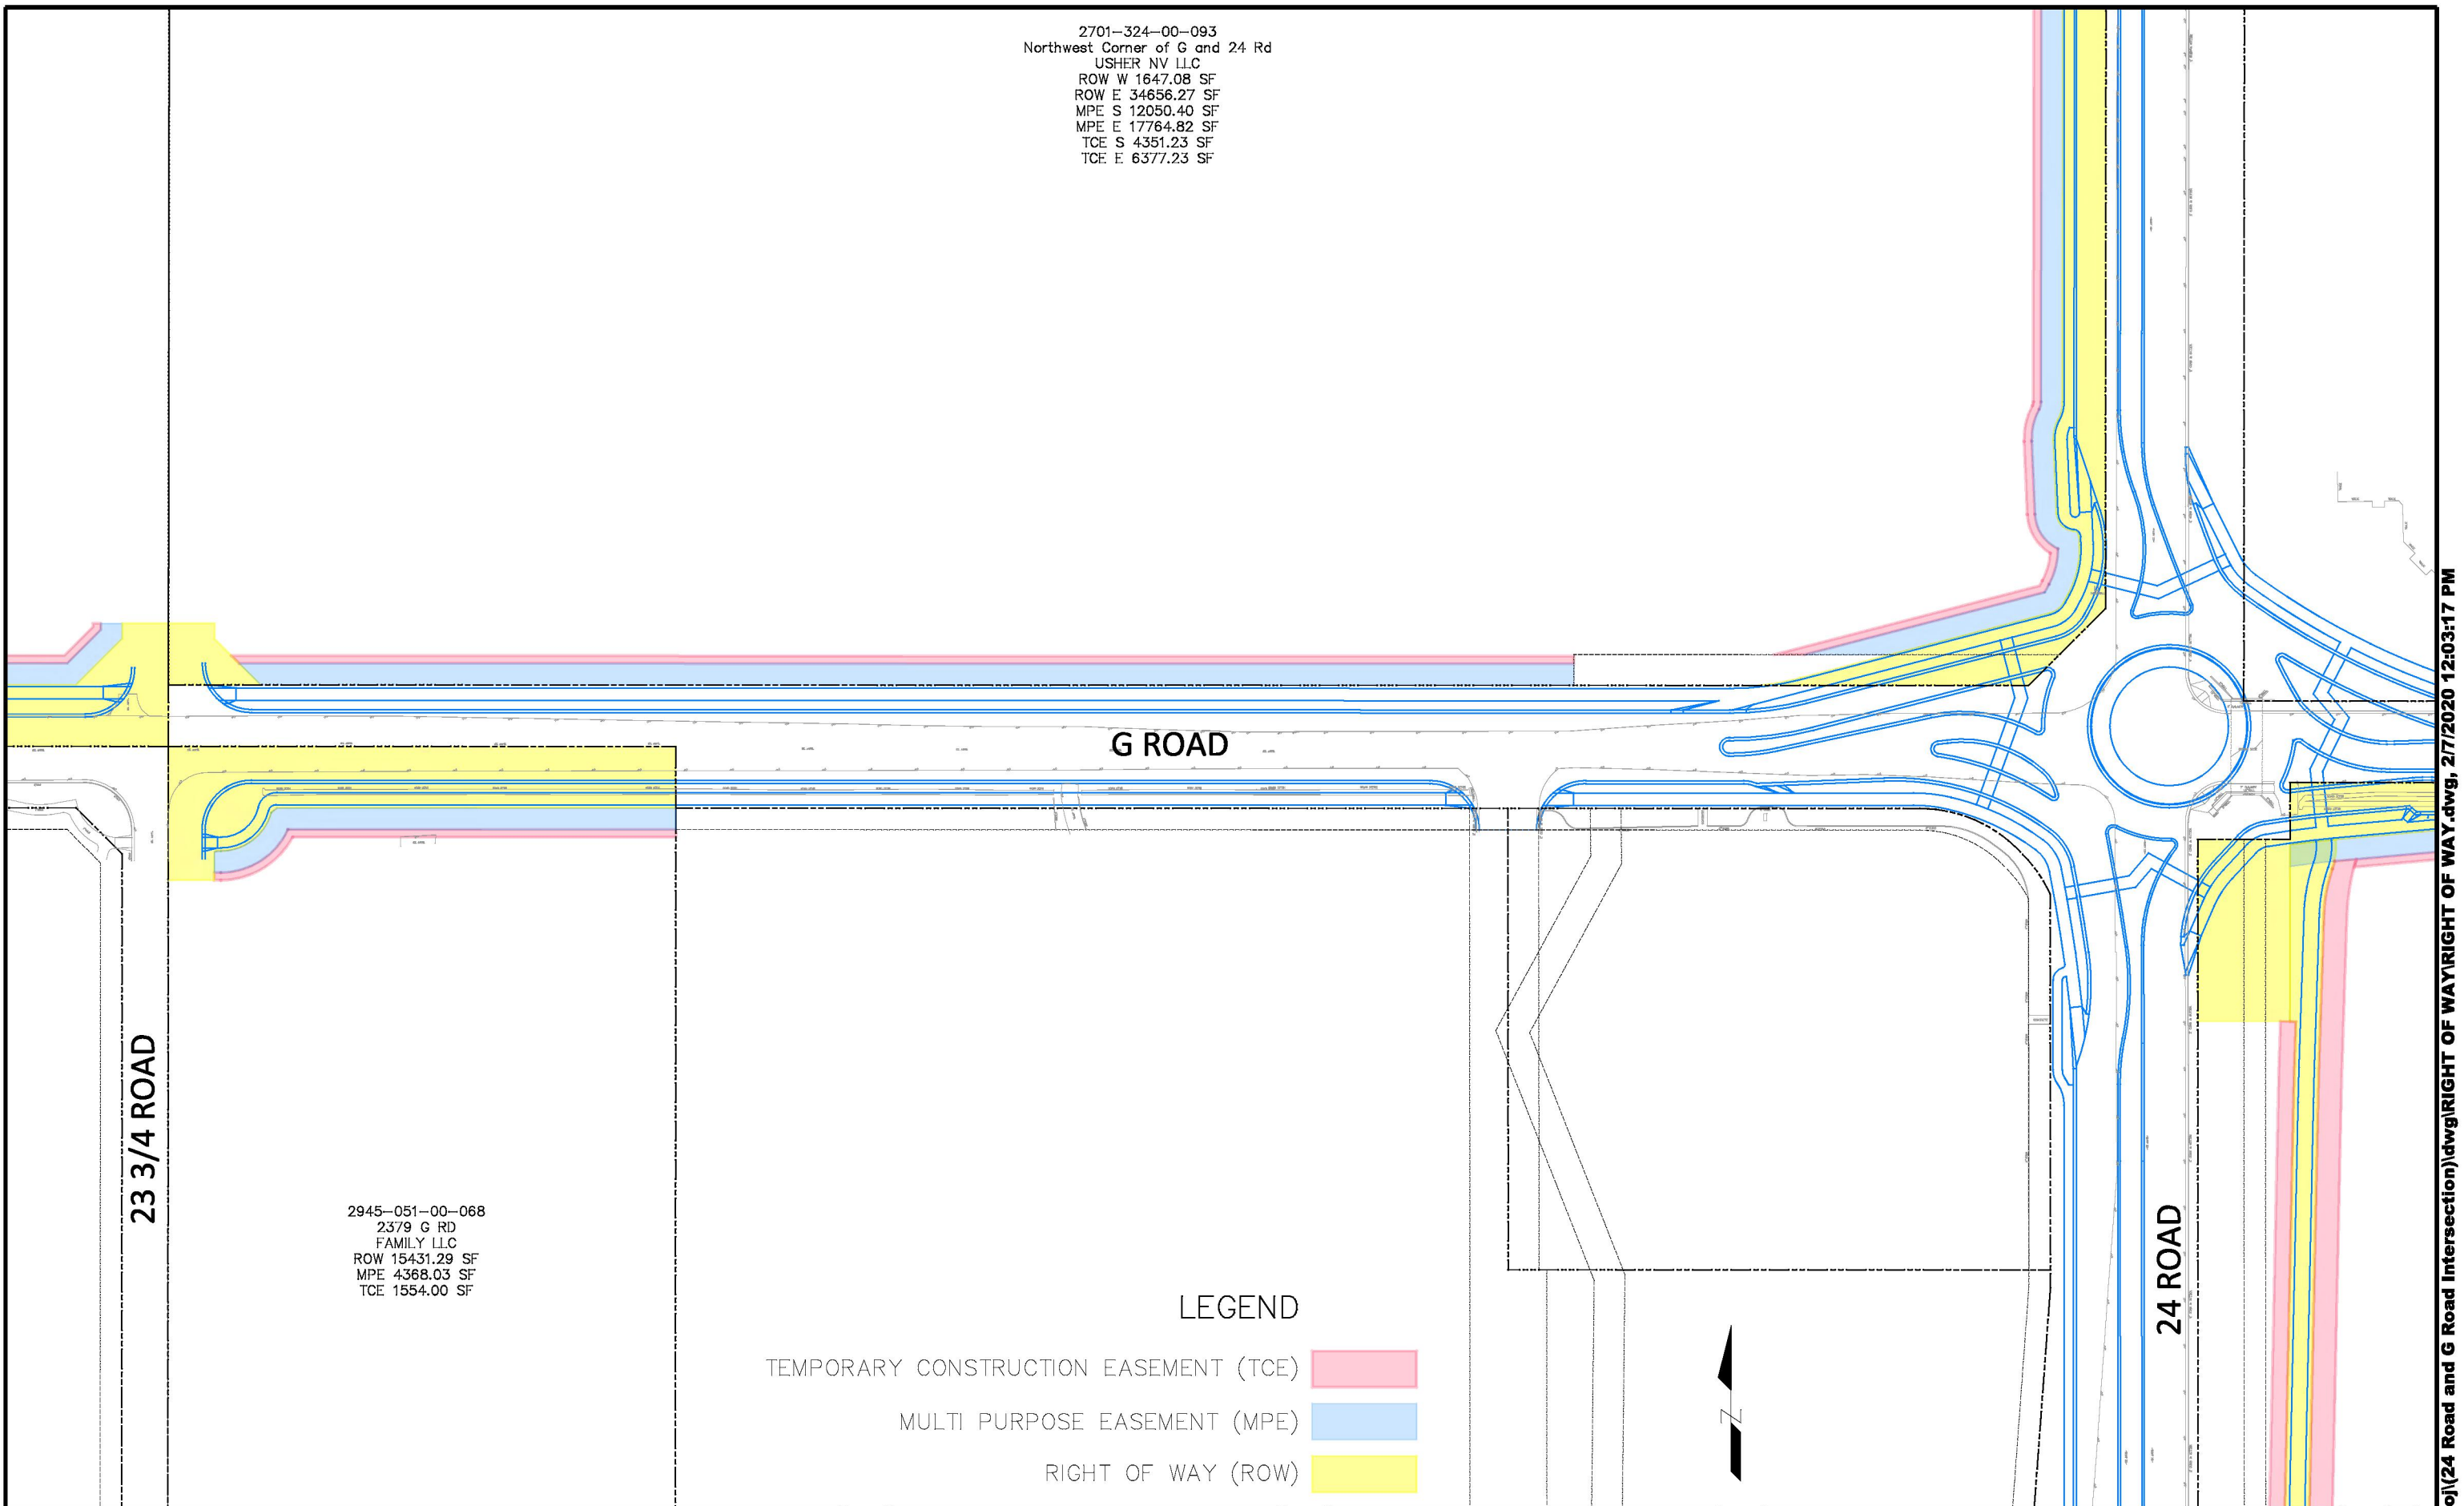 2701-324-00-093
Northwest Corner of G and 24 Rd
USHER NV LLC
ROW W 1647.08 SF
ROW E 34656.27 SF
MPE S 12050.40 SF
MPE E 17764.82 SF
TCE S 4351.23 SF
TCE E 6377.23 SF
G ROAD
23 3/4 ROAD
24 ROAD
2945-051-00-068
2379 G RD
FAMILY LLC
ROW 15431.29 SF
MPE 4368.03 SF
TCE 1554.00 SF
LEGEND
TEMPORARY CONSTRUCTION EASEMENT (TCE)
MULTI PURPOSE EASEMENT (MPE)
RIGHT OF WAY (ROW)
Z
oj\(24 Road and G Road Intersection)\dwg\RIGHT OF WAY\RIGHT OF WAY.dwg, 2/7/2020 12:03:17 PM